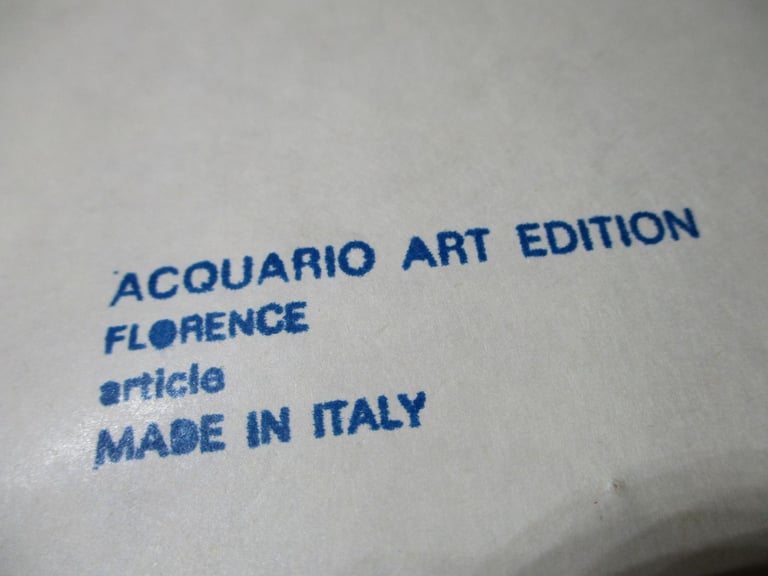 ACQUARIO ART EDITION
FLORENCE
article
MADE IN ITALY